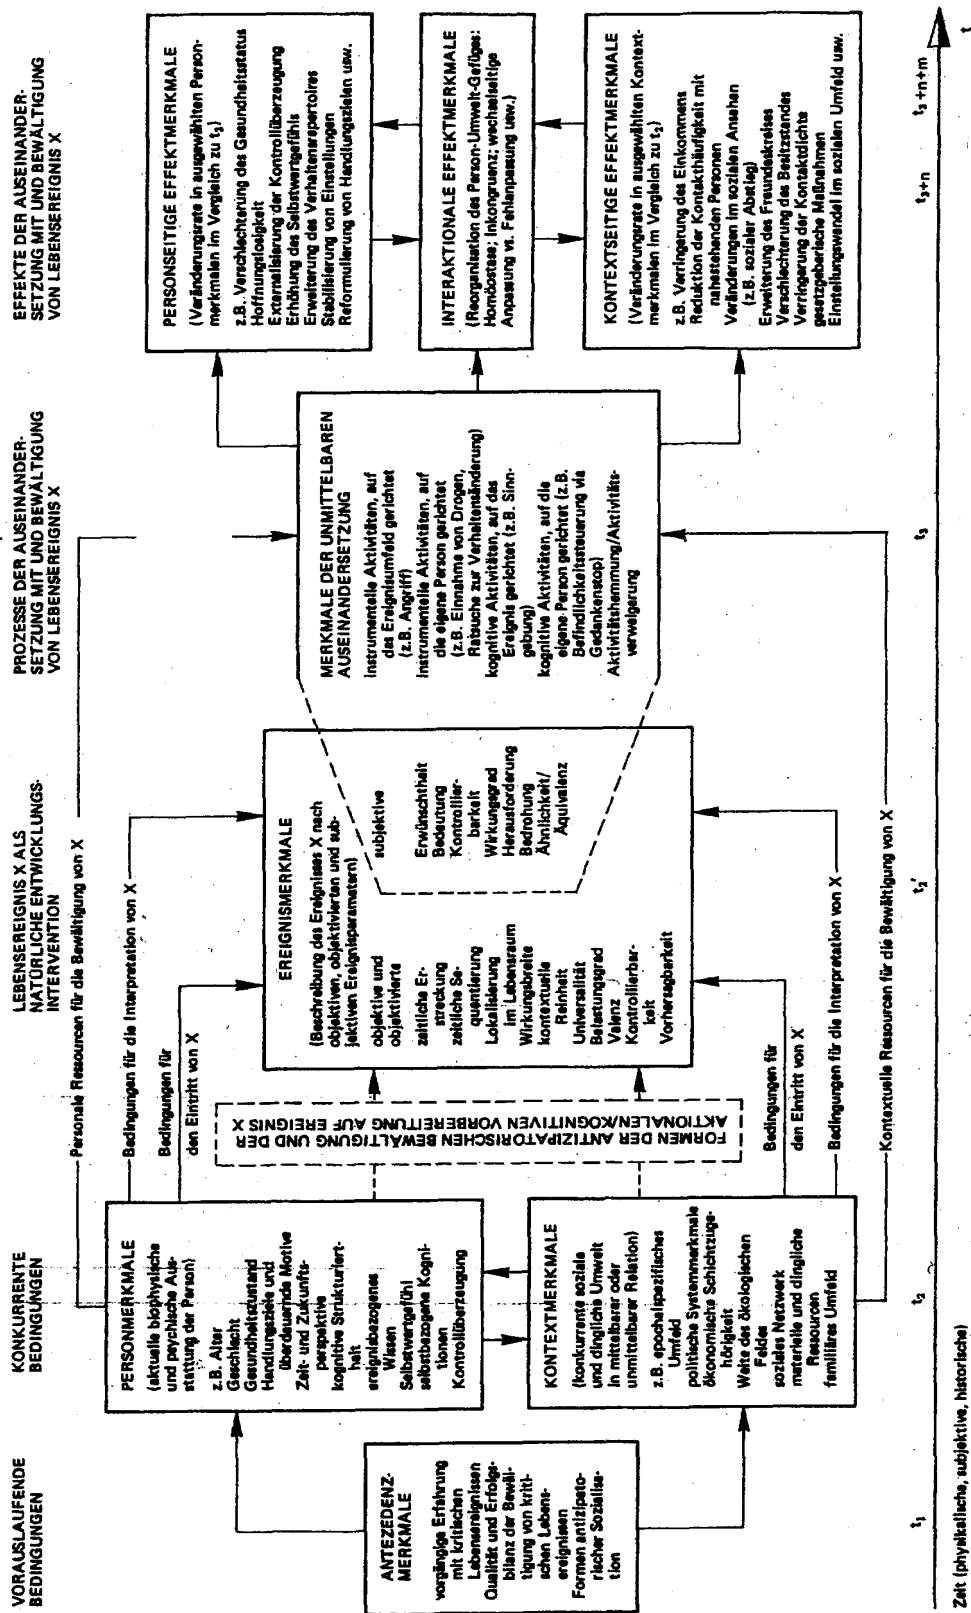 VORAUSLAUFENDE
BEDINGUNGEN
KONKURRENTE
BEDINGUNGEN
LEBENSEREIGNIS X ALS
NATÜRLICHE ENTWICKLUNGS-
INTERVENTION
PROZESSE DER AUSEINANDER-
SETZUNG MIT UND BEWÄLTIGUNG
VON LEBENSEREIGNIS X
EFFEKTE DER AUSEINANDER-
SETZUNG MIT UND BEWÄLTIGUNG
VON LEBENSEREIGNIS X
ANTEZEDENZ-
MERKMALE
vorgängige Erfahrung
mit kritischen
Lebensereignissen
Qualität und Erfolgs-
bilanz der Bewäl-
tigung von kriti-
schen Lebens-
ereignissen
Formen antizipato-
rischer Sozialisa-
tion
PERSONMERKMALE
(aktuelle biophysische
und psychische Aus-
stattung der Person)
z.B. Alter
Geschlecht
Gesundheitszustand
Handlungsziele und
überdauernde Motive
Zeit- und Zukunfts-
perspektive
kognitive Strukturiert-
heit
ereignisbezogenes
Wissen
Selbstwertgefühl
selbstbezogene Kogni-
tionen
Kontrollüberzeugung
KONTEXTMERKMALE
(konkurrente soziale
und dingliche Umwelt
in mittelbarer oder
unmittelbarer Relation)
z.B. epochalspezifisches
Umfeld
politische Systemmerkmale
ökonomische Schichtzuge-
hörigkeit
Weite des ökologischen
Feldes
soziales Netzwerk
materielle und dingliche
Ressourcen
familiäres Umfeld
Personale Ressourcen für die Bewältigung von X
Bedingungen für die Interpretation von X
Bedingungen für
den Eintritt von X
FORMEN DER ANTIZIPATORISCHEN BEWÄLTIGUNG UND DER
AKTIONALEN/KOGNITIVEN VORBEREITUNG AUF EREIGNIS X
Bedingungen für
den Eintritt von X
Bedingungen für die Interpretation von X
Kontextuelle Ressourcen für die Bewältigung von X
EREIGNISMERKMALE
(Beschreibung des Ereignisses X nach
objektiven, objektivierten und sub-
jektiven Ereignisparametern)
objektive und
objektivierte
zeitliche Er-
streckung
zeitliche Se-
quentierung
Lokalisierung
im Lebensraum
Wirkungsbreite
kontextuelle
Reinheit
Universalität
Belastungsgrad
Valenz
Kontrollierbar-
keit
Vorhersagbarkeit
subjektive
Erwünschtheit
Bedeutung
Kontrollier-
barkeit
Wirkungsgrad
Herausforderung
Bedrohung
Ähnlichkeit/
Äquivalenz
MERKMALE DER UNMITTELBAREN
AUSEINANDERSETZUNG
instrumentelle Aktivitäten, auf
das Ereignisumfeld gerichtet
(z.B. Angriff)
instrumentelle Aktivitäten, auf
die eigene Person gerichtet
(z.B. Einnahme von Drogen,
Ratsuche zur Verhaltensänderung)
kognitive Aktivitäten, auf das
Ereignis gerichtet (z.B. Sinn-
gebung)
kognitive Aktivitäten, auf die
eigene Person gerichtet (z.B.
Befindlichkeitssteuerung via
Gedankenstop)
Aktivitätshemmung/Aktivitäts-
verweigerung
PERSONSEITIGE EFFEKTMERKMALE
(Veränderungsrate in ausgewählten Person-
merkmalen im Vergleich zu t₂)
z.B. Verschlechterung des Gesundheitsstatus
Hoffnungslosigkeit
Externalisierung der Kontrollüberzeugung
Erhöhung des Selbstwertgefühls
Erweiterung des Verhaltensrepertoires
Stabilisierung von Einstellungen
Reformulierung von Handlungszielen usw.
INTERAKTIONALE EFFEKTMERKMALE
(Reorganisation des Person-Umwelt-Gefüges:
Homöostase; Inkongruenz; wechselseitige
Anpassung vs. Fehlanpassung usw.)
KONTEXTSEITIGE EFFEKTMERKMALE
(Veränderungsrate in ausgewählten Kontext-
merkmalen im Vergleich zu t₂)
z.B. Verringerung des Einkommens
Reduktion der Kontakthäufigkeit mit
nahestehenden Personen
Veränderungen im sozialen Ansehen
(z.B. sozialer Abstieg)
Erweiterung des Freundeskreises
Verschlechterung des Besitzstandes
Verringerung der Kontaktdichte
gesetzgeberische Maßnahmen
Einstellungswandel im sozialen Umfeld usw.
t₁ t₂ t₂' t₃ t₃+n t₃+n+m
t
Zeit (physikalische, subjektive, historische)